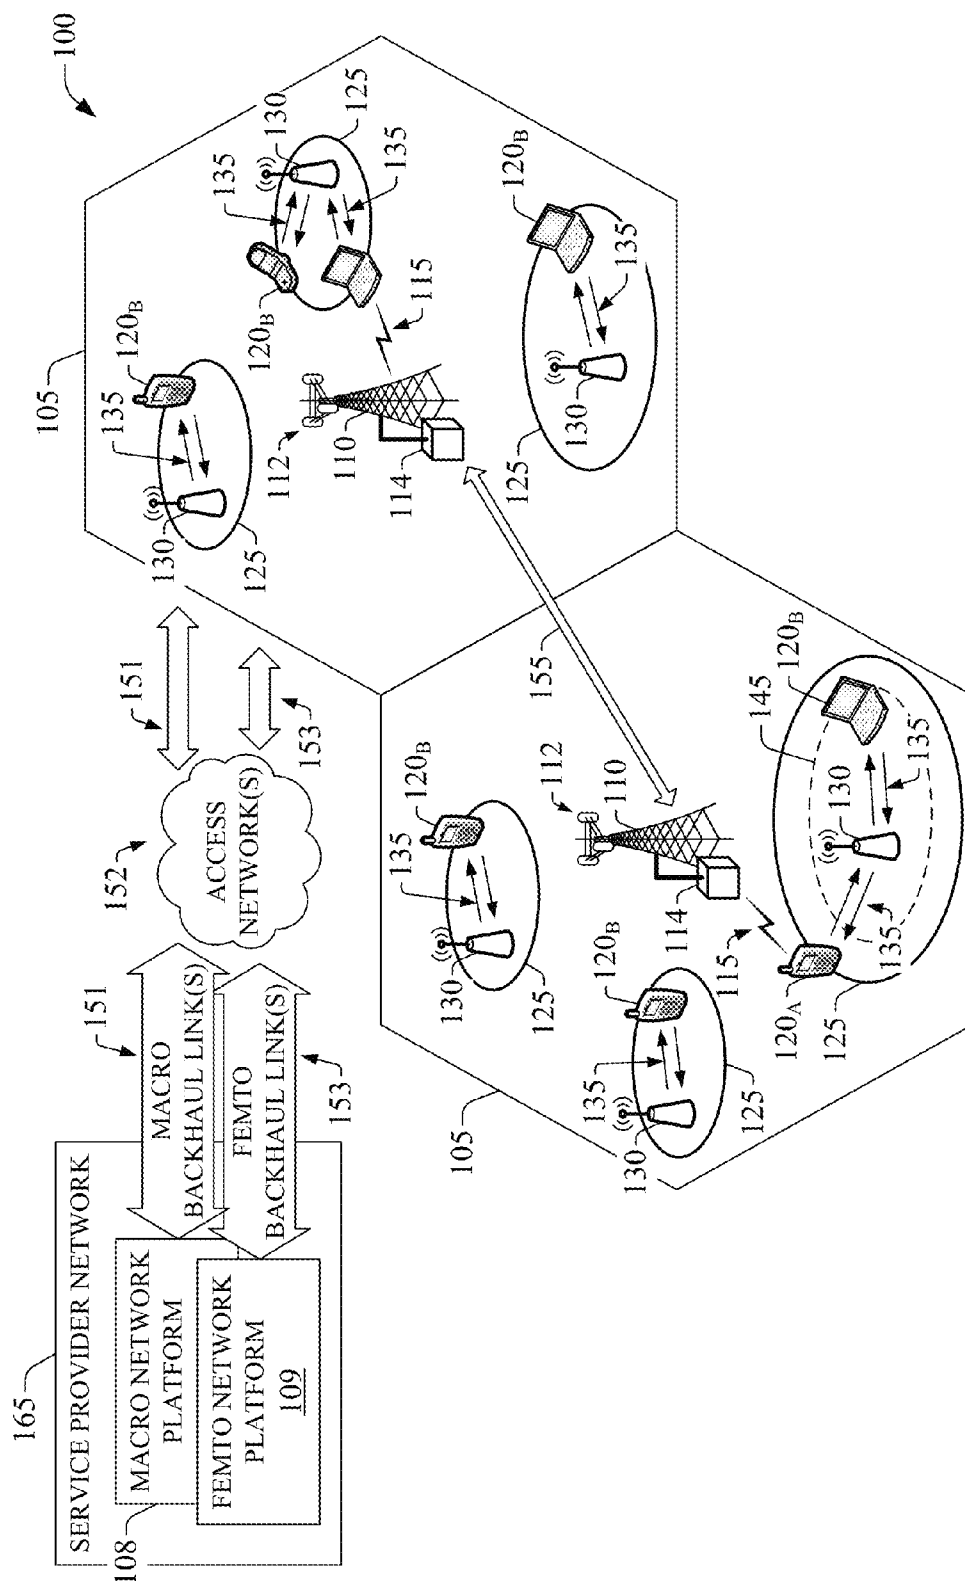 100
165
SERVICE PROVIDER NETWORK
MACRO NETWORK
PLATFORM
108
FEMTO NETWORK
PLATFORM
109
151
MACRO
BACKHAUL LINK(S)
FEMTO
BACKHAUL LINK(S)
153
152
ACCESS
NETWORK(S)
151
153
105
120B
135
130
125
112
110
114
135
130
125
135
120B
115
120B
135
130
125
155
105
120B
135
130
125
120B
135
130
125
112
110
114
115
120A
125
135
130
135
145
120B